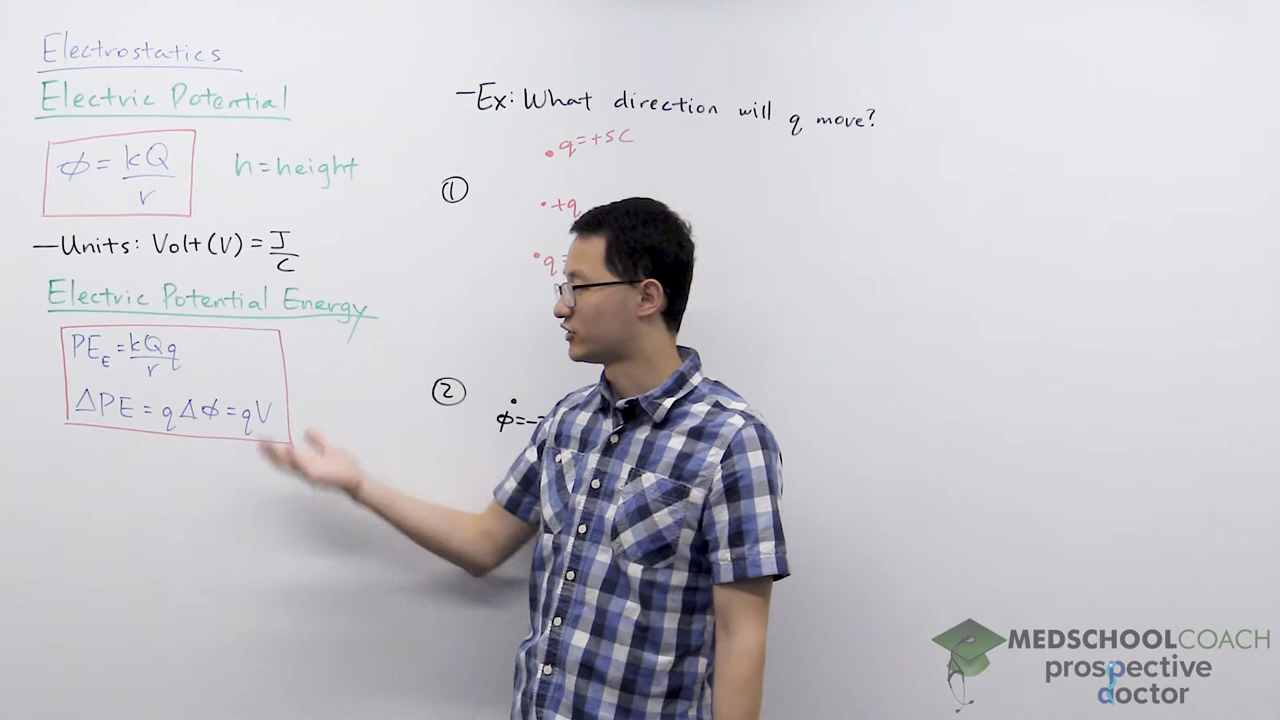 Electrostatics
Electric Potential
ϕ = kQ/r
h = height
— Units: Volt (V) = J/C
Electric Potential Energy
PE_E = kQq/r
ΔPE = qΔϕ = qV
— Ex: What direction will q move?
①
• q = +5C
• +q
• q =
②
ϕ = -
MEDSCHOOLCOACH
prospective
doctor